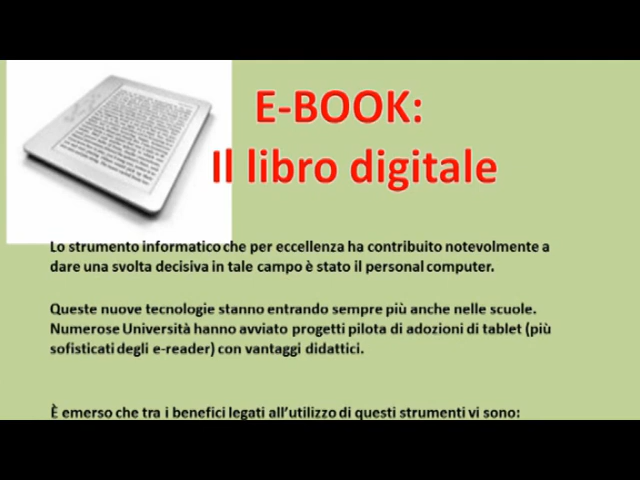 E-BOOK:
Il libro digitale
Lo strumento informatico che per eccellenza ha contribuito notevolmente a
dare una svolta decisiva in tale campo è stato il personal computer.
Queste nuove tecnologie stanno entrando sempre più anche nelle scuole.
Numerose Università hanno avviato progetti pilota di adozioni di tablet (più
sofisticati degli e-reader) con vantaggi didattici.
È emerso che tra i benefici legati all'utilizzo di questi strumenti vi sono: